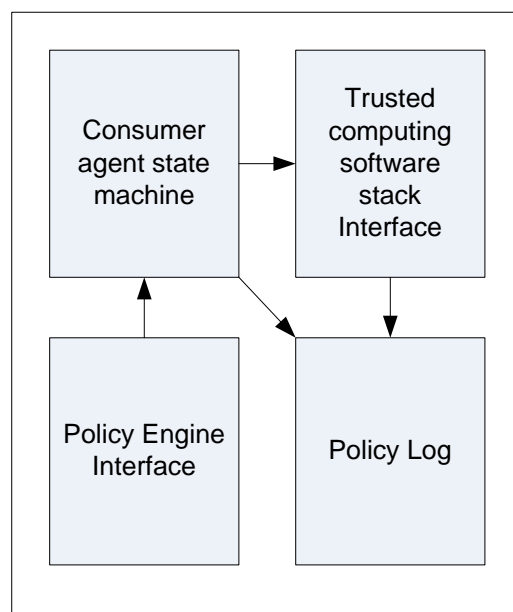 Consumer
agent state
machine
Trusted
computing
software
stack
Interface
Policy Engine
Interface
Policy Log